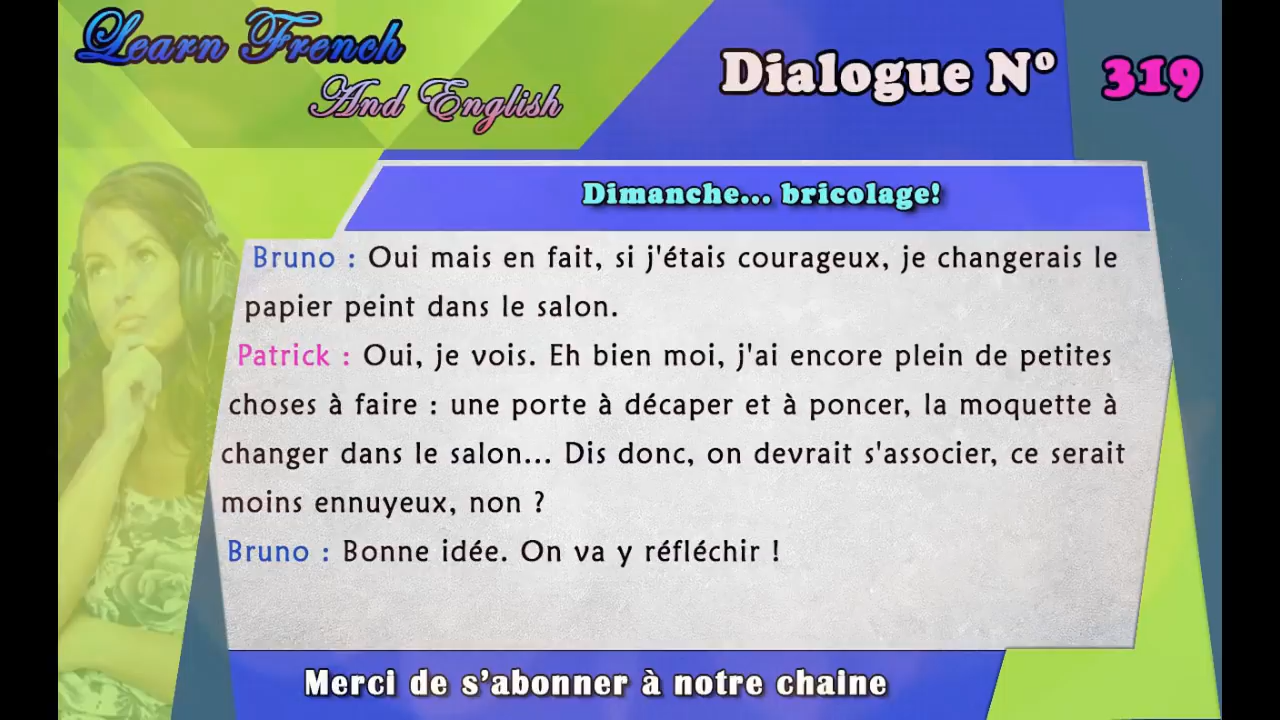 Learn French
And English
Dialogue N° 319
Dimanche... bricolage!
Bruno : Oui mais en fait, si j'étais courageux, je changerais le
papier peint dans le salon.
Patrick : Oui, je vois. Eh bien moi, j'ai encore plein de petites
choses à faire : une porte à décaper et à poncer, la moquette à
changer dans le salon... Dis donc, on devrait s'associer, ce serait
moins ennuyeux, non ?
Bruno : Bonne idée. On va y réfléchir !
Merci de s'abonner à notre chaine